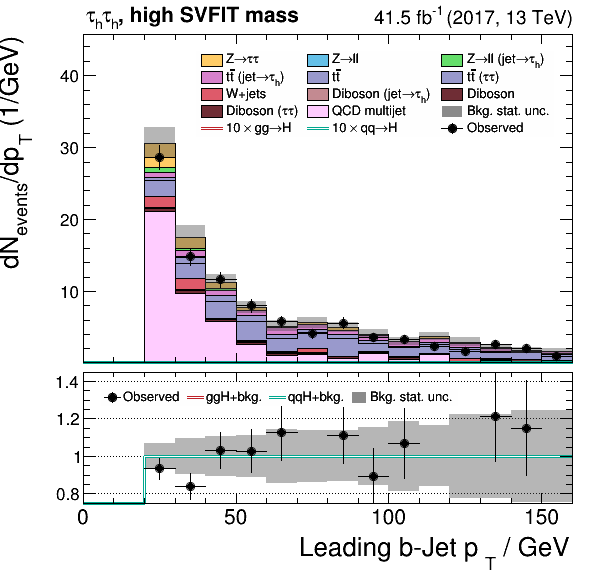 τhτh, high SVFIT mass 41.5 fb-1 (2017, 13 TeV)
dNevents/dpT (1/GeV)
40
30
20
10
Z→ττ Z→ll Z→ll (jet→τh)
tt̄ (jet→τh) tt̄ tt̄ (ττ)
W+jets Diboson (jet→τh) Diboson
Diboson (ττ) QCD multijet Bkg. stat. unc.
10 × gg→H 10 × qq→H Observed
1.4
1.2
1
0.8
Observed ggH+bkg. qqH+bkg. Bkg. stat. unc.
0 50 100 150
Leading b-Jet pT / GeV